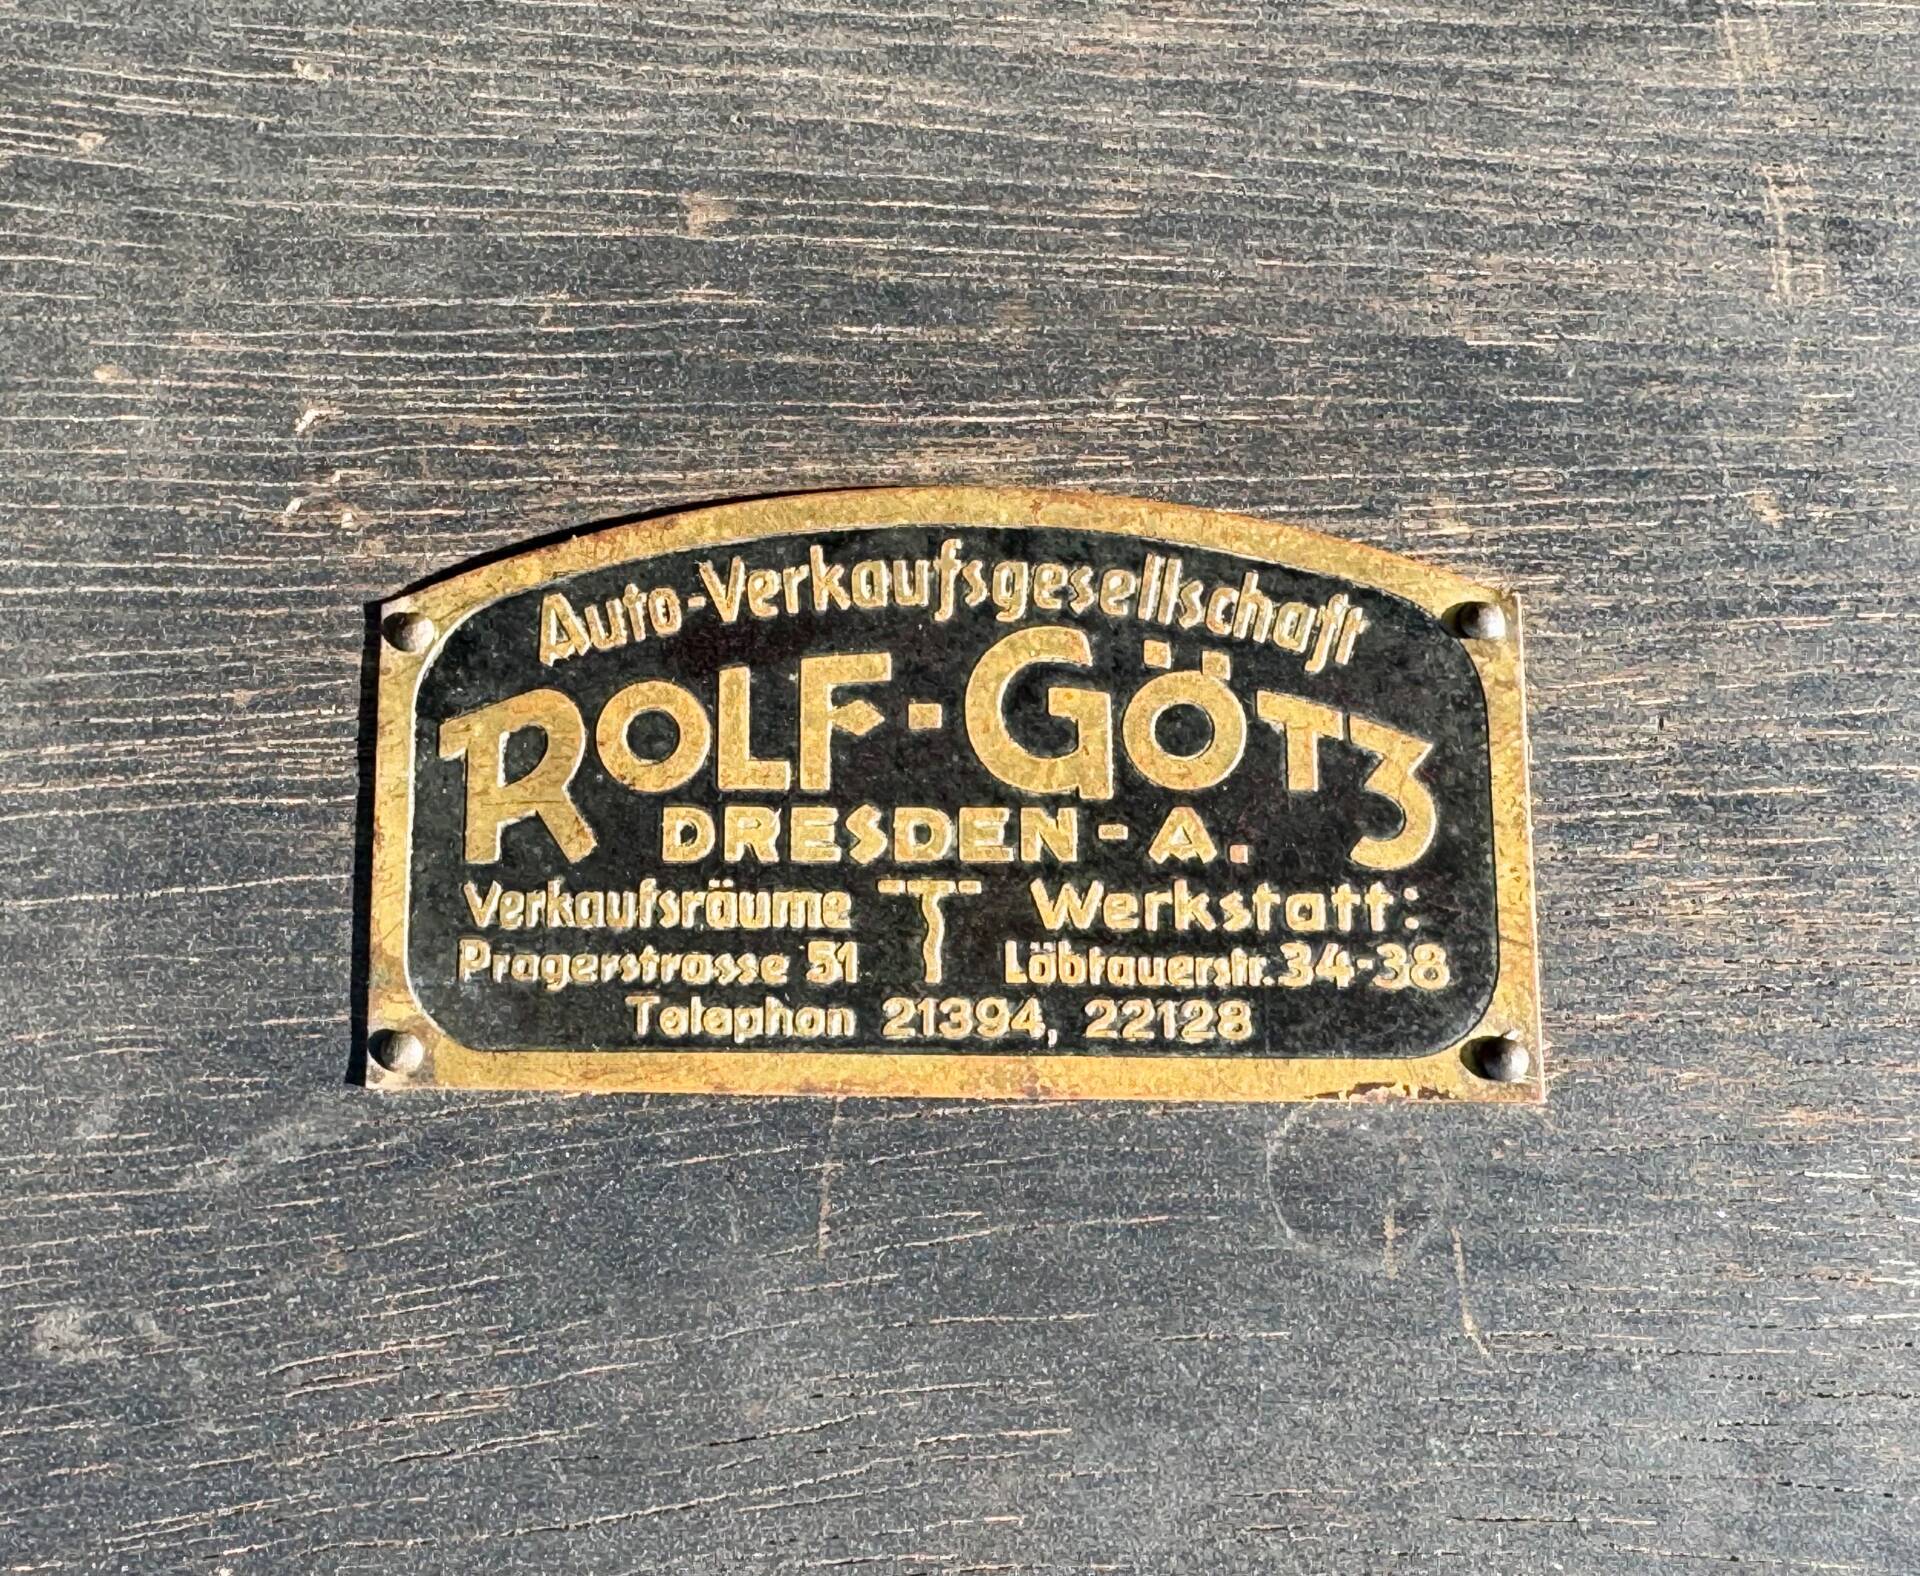 Auto-Verkaufsgesellschaft
ROLF-GÖTZ
DRESDEN-A.
Verkaufsräume
Pragerstrasse 51
Werkstatt:
Löbtauerstr. 34-38
Telephon 21394, 22128